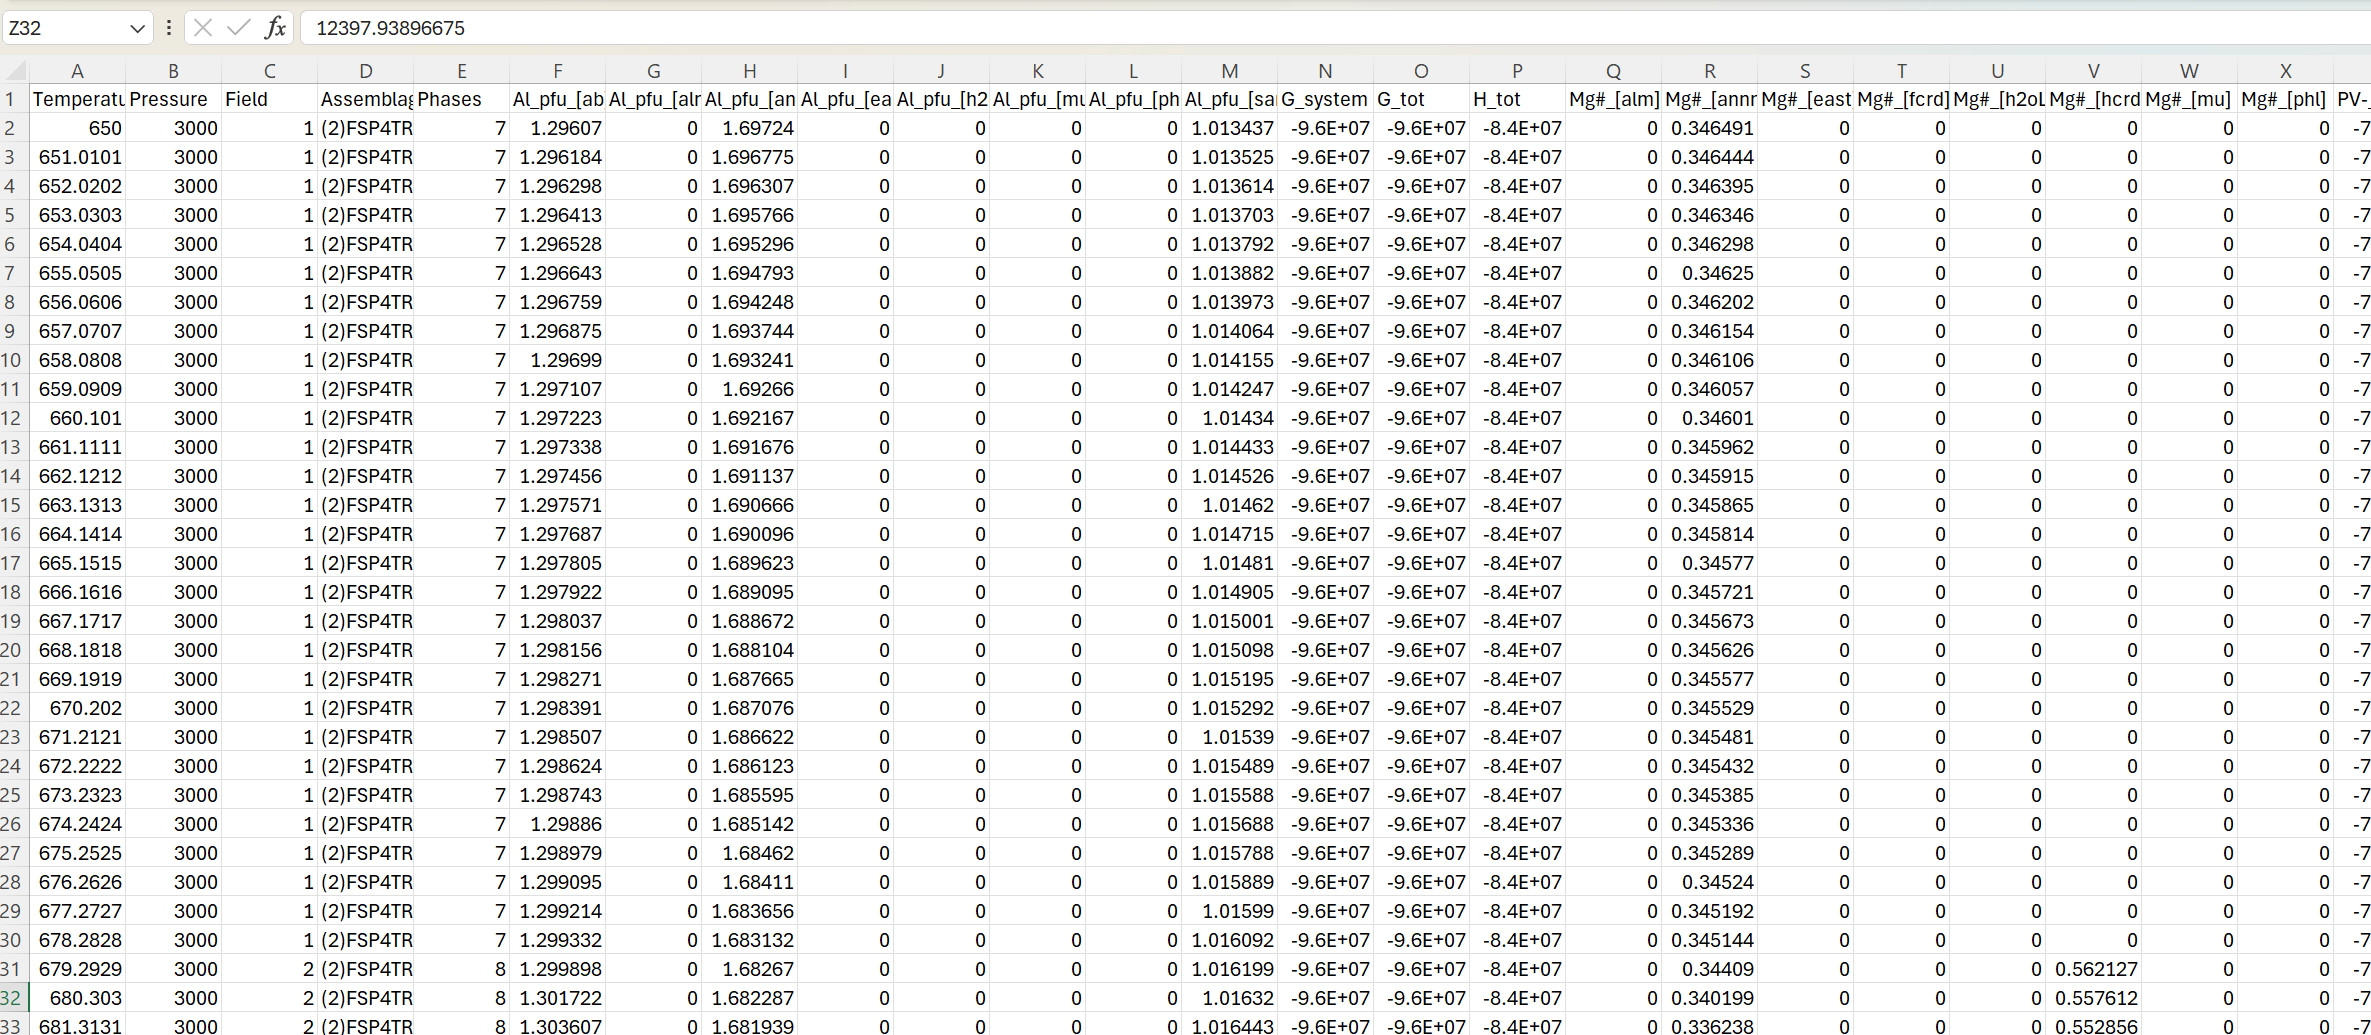 Z32 fx 12397.93896675
A B C D E F G H I J K L M N O P Q R S T U V W X
1 Temperatu Pressure Field Assemblag Phases Al_pfu_[ab Al_pfu_[alr Al_pfu_[an Al_pfu_[ea Al_pfu_[h2 Al_pfu_[mu Al_pfu_[ph Al_pfu_[sa G_system G_tot H_tot Mg#_[alm] Mg#_[annr Mg#_[east Mg#_[fcrd] Mg#_[h2oL Mg#_[hcrd Mg#_[mu] Mg#_[phl] PV-_
2 650 3000 1 (2)FSP4TR 7 1.29607 0 1.69724 0 0 0 0 1.013437 -9.6E+07 -9.6E+07 -8.4E+07 0 0.346491 0 0 0 0 0 0 -7
3 651.0101 3000 1 (2)FSP4TR 7 1.296184 0 1.696775 0 0 0 0 1.013525 -9.6E+07 -9.6E+07 -8.4E+07 0 0.346444 0 0 0 0 0 0 -7
4 652.0202 3000 1 (2)FSP4TR 7 1.296298 0 1.696307 0 0 0 0 1.013614 -9.6E+07 -9.6E+07 -8.4E+07 0 0.346395 0 0 0 0 0 0 -7
5 653.0303 3000 1 (2)FSP4TR 7 1.296413 0 1.695766 0 0 0 0 1.013703 -9.6E+07 -9.6E+07 -8.4E+07 0 0.346346 0 0 0 0 0 0 -7
6 654.0404 3000 1 (2)FSP4TR 7 1.296528 0 1.695296 0 0 0 0 1.013792 -9.6E+07 -9.6E+07 -8.4E+07 0 0.346298 0 0 0 0 0 0 -7
7 655.0505 3000 1 (2)FSP4TR 7 1.296643 0 1.694793 0 0 0 0 1.013882 -9.6E+07 -9.6E+07 -8.4E+07 0 0.34625 0 0 0 0 0 0 -7
8 656.0606 3000 1 (2)FSP4TR 7 1.296759 0 1.694248 0 0 0 0 1.013973 -9.6E+07 -9.6E+07 -8.4E+07 0 0.346202 0 0 0 0 0 0 -7
9 657.0707 3000 1 (2)FSP4TR 7 1.296875 0 1.693744 0 0 0 0 1.014064 -9.6E+07 -9.6E+07 -8.4E+07 0 0.346154 0 0 0 0 0 0 -7
10 658.0808 3000 1 (2)FSP4TR 7 1.29699 0 1.693241 0 0 0 0 1.014155 -9.6E+07 -9.6E+07 -8.4E+07 0 0.346106 0 0 0 0 0 0 -7
11 659.0909 3000 1 (2)FSP4TR 7 1.297107 0 1.69266 0 0 0 0 1.014247 -9.6E+07 -9.6E+07 -8.4E+07 0 0.346057 0 0 0 0 0 0 -7
12 660.101 3000 1 (2)FSP4TR 7 1.297223 0 1.692167 0 0 0 0 1.01434 -9.6E+07 -9.6E+07 -8.4E+07 0 0.34601 0 0 0 0 0 0 -7
13 661.1111 3000 1 (2)FSP4TR 7 1.297338 0 1.691676 0 0 0 0 1.014433 -9.6E+07 -9.6E+07 -8.4E+07 0 0.345962 0 0 0 0 0 0 -7
14 662.1212 3000 1 (2)FSP4TR 7 1.297456 0 1.691137 0 0 0 0 1.014526 -9.6E+07 -9.6E+07 -8.4E+07 0 0.345915 0 0 0 0 0 0 -7
15 663.1313 3000 1 (2)FSP4TR 7 1.297571 0 1.690666 0 0 0 0 1.01462 -9.6E+07 -9.6E+07 -8.4E+07 0 0.345865 0 0 0 0 0 0 -7
16 664.1414 3000 1 (2)FSP4TR 7 1.297687 0 1.690096 0 0 0 0 1.014715 -9.6E+07 -9.6E+07 -8.4E+07 0 0.345814 0 0 0 0 0 0 -7
17 665.1515 3000 1 (2)FSP4TR 7 1.297805 0 1.689623 0 0 0 0 1.01481 -9.6E+07 -9.6E+07 -8.4E+07 0 0.34577 0 0 0 0 0 0 -7
18 666.1616 3000 1 (2)FSP4TR 7 1.297922 0 1.689095 0 0 0 0 1.014905 -9.6E+07 -9.6E+07 -8.4E+07 0 0.345721 0 0 0 0 0 0 -7
19 667.1717 3000 1 (2)FSP4TR 7 1.298037 0 1.688672 0 0 0 0 1.015001 -9.6E+07 -9.6E+07 -8.4E+07 0 0.345673 0 0 0 0 0 0 -7
20 668.1818 3000 1 (2)FSP4TR 7 1.298156 0 1.688104 0 0 0 0 1.015098 -9.6E+07 -9.6E+07 -8.4E+07 0 0.345626 0 0 0 0 0 0 -7
21 669.1919 3000 1 (2)FSP4TR 7 1.298271 0 1.687665 0 0 0 0 1.015195 -9.6E+07 -9.6E+07 -8.4E+07 0 0.345577 0 0 0 0 0 0 -7
22 670.202 3000 1 (2)FSP4TR 7 1.298391 0 1.687076 0 0 0 0 1.015292 -9.6E+07 -9.6E+07 -8.4E+07 0 0.345529 0 0 0 0 0 0 -7
23 671.2121 3000 1 (2)FSP4TR 7 1.298507 0 1.686622 0 0 0 0 1.01539 -9.6E+07 -9.6E+07 -8.4E+07 0 0.345481 0 0 0 0 0 0 -7
24 672.2222 3000 1 (2)FSP4TR 7 1.298624 0 1.686123 0 0 0 0 1.015489 -9.6E+07 -9.6E+07 -8.4E+07 0 0.345432 0 0 0 0 0 0 -7
25 673.2323 3000 1 (2)FSP4TR 7 1.298743 0 1.685595 0 0 0 0 1.015588 -9.6E+07 -9.6E+07 -8.4E+07 0 0.345385 0 0 0 0 0 0 -7
26 674.2424 3000 1 (2)FSP4TR 7 1.29886 0 1.685142 0 0 0 0 1.015688 -9.6E+07 -9.6E+07 -8.4E+07 0 0.345336 0 0 0 0 0 0 -7
27 675.2525 3000 1 (2)FSP4TR 7 1.298979 0 1.68462 0 0 0 0 1.015788 -9.6E+07 -9.6E+07 -8.4E+07 0 0.345289 0 0 0 0 0 0 -7
28 676.2626 3000 1 (2)FSP4TR 7 1.299095 0 1.68411 0 0 0 0 1.015889 -9.6E+07 -9.6E+07 -8.4E+07 0 0.34524 0 0 0 0 0 0 -7
29 677.2727 3000 1 (2)FSP4TR 7 1.299214 0 1.683656 0 0 0 0 1.01599 -9.6E+07 -9.6E+07 -8.4E+07 0 0.345192 0 0 0 0 0 0 -7
30 678.2828 3000 1 (2)FSP4TR 7 1.299332 0 1.683132 0 0 0 0 1.016092 -9.6E+07 -9.6E+07 -8.4E+07 0 0.345144 0 0 0 0 0 0 -7
31 679.2929 3000 2 (2)FSP4TR 8 1.299898 0 1.68267 0 0 0 0 1.016199 -9.6E+07 -9.6E+07 -8.4E+07 0 0.34409 0 0 0 0.562127 0 0 -7
32 680.303 3000 2 (2)FSP4TR 8 1.301722 0 1.682287 0 0 0 0 1.01632 -9.6E+07 -9.6E+07 -8.4E+07 0 0.340199 0 0 0 0.557612 0 0 -7
33 681.3131 3000 2 (2)FSP4TR 8 1.303607 0 1.681939 0 0 0 0 1.016443 -9.6E+07 -9.6E+07 -8.4E+07 0 0.336238 0 0 0 0.552856 0 0 -7